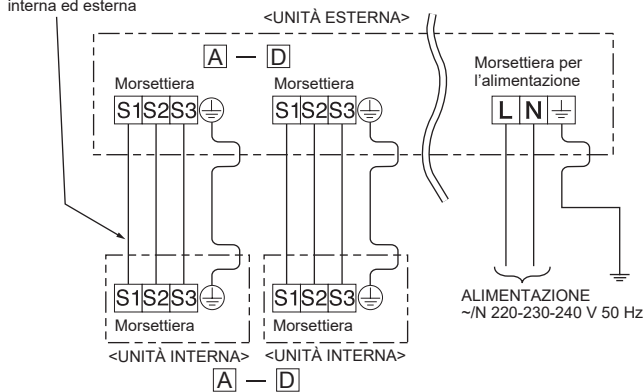 interna ed esterna
<UNITÀ ESTERNA>
A — D
Morsettiera
Morsettiera
Morsettiera per
l'alimentazione
S1 S2 S3
S1 S2 S3
L N
S1 S2 S3
S1 S2 S3
Morsettiera
Morsettiera
ALIMENTAZIONE
~/N 220-230-240 V 50 Hz
<UNITÀ INTERNA>
<UNITÀ INTERNA>
A — D